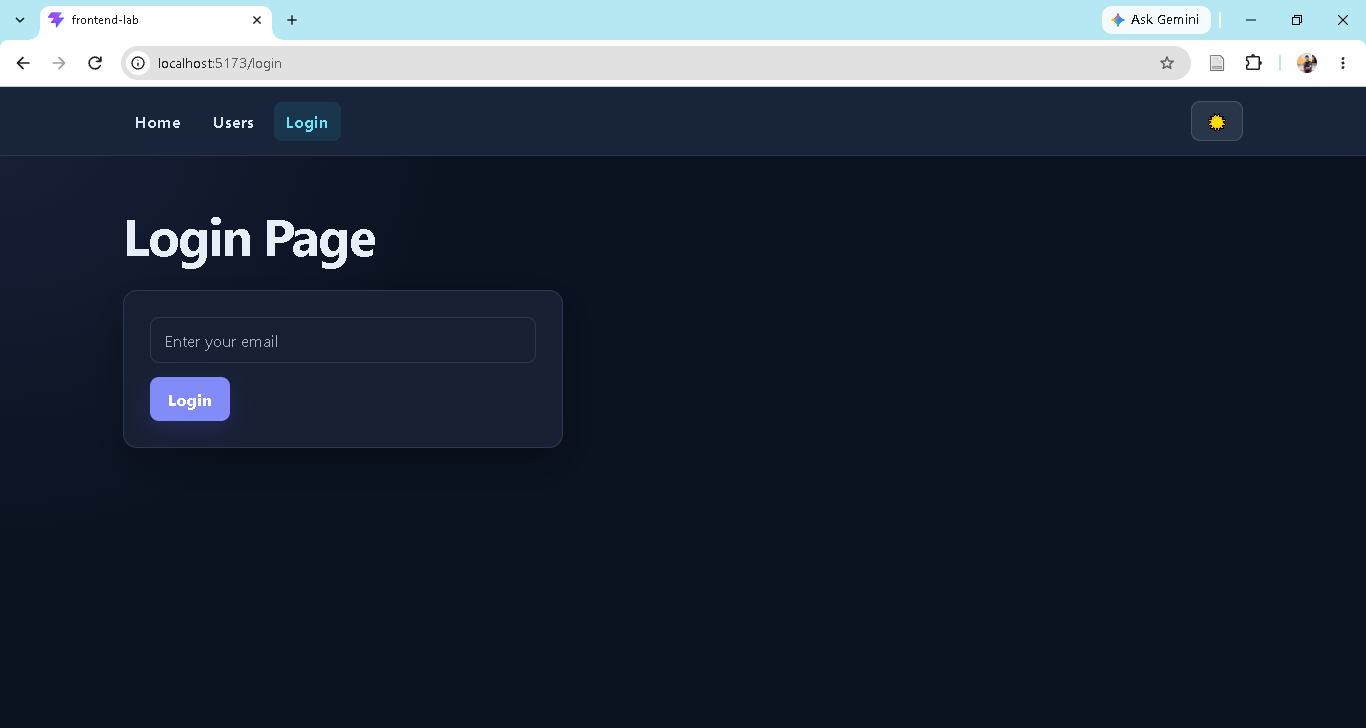 frontend-lab
Ask Gemini
localhost:5173/login
Home Users Login
Login Page
Enter your email
Login